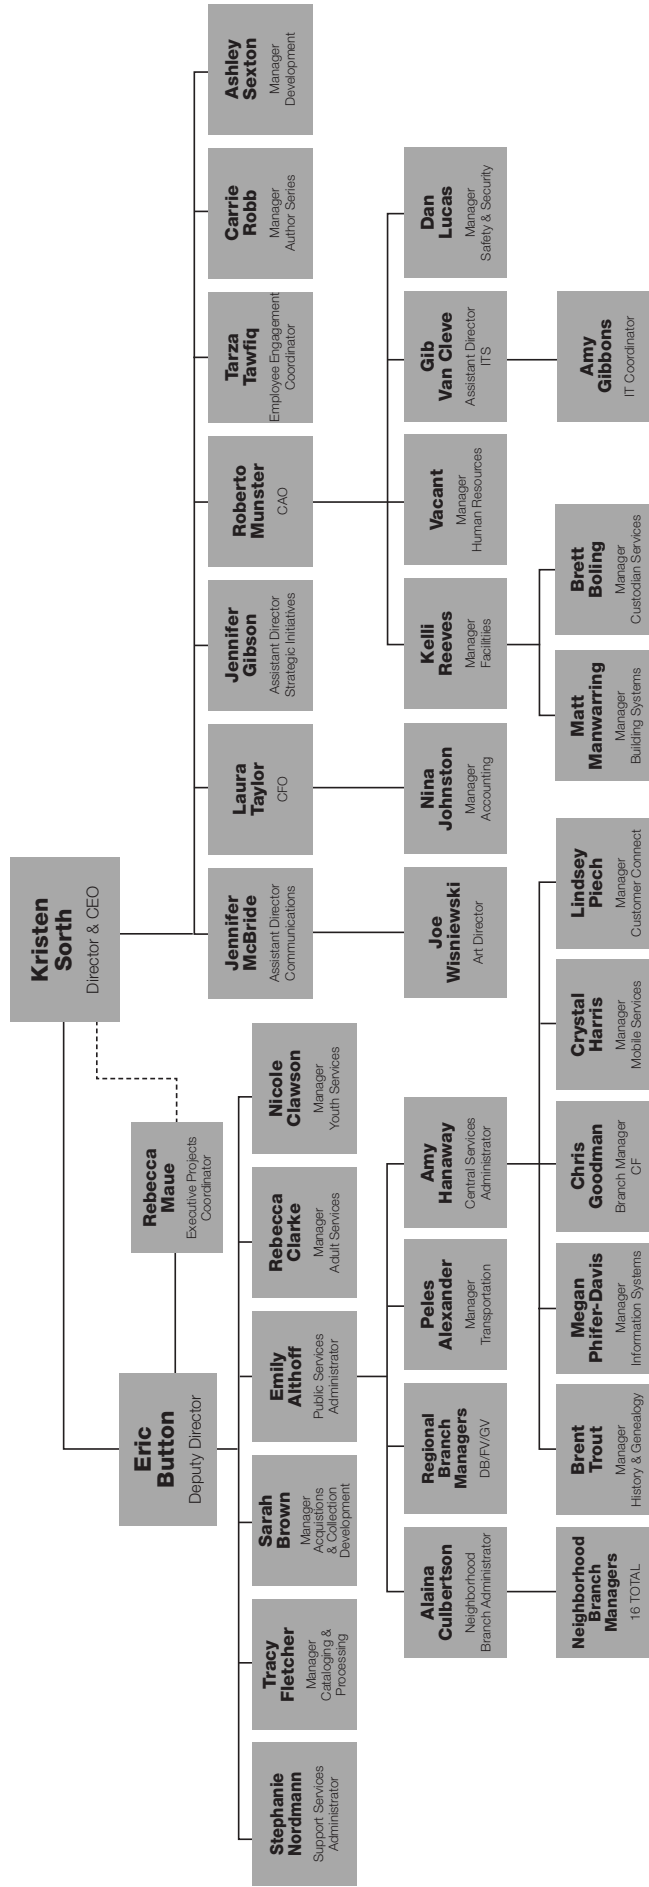 Kristen
Sorth
Director & CEO
Eric
Button
Deputy Director
Rebecca
Maue
Executive Projects
Coordinator
Jennifer
McBride
Assistant Director
Communications
Laura
Taylor
CFO
Jennifer
Gibson
Assistant Director
Strategic Initiatives
Roberto
Munster
CAO
Tarza
Tawfiq
Employee Engagement
Coordinator
Carrie
Robb
Manager
Author Series
Ashley
Sexton
Manager
Development
Stephanie
Nordmann
Support Services
Administrator
Tracy
Fletcher
Manager
Cataloging &
Processing
Sarah
Brown
Manager
Acquistions
& Collection
Development
Emily
Althoff
Public Services
Administrator
Rebecca
Clarke
Manager
Adult Services
Nicole
Clawson
Manager
Youth Services
Alaina
Culbertson
Neighborhood
Branch Administrator
Regional
Branch
Managers
DB/FV/GV
Peles
Alexander
Manager
Transportation
Amy
Hanaway
Central Services
Administrator
Joe
Wisniewski
Art Director
Nina
Johnston
Manager
Accounting
Kelli
Reeves
Manager
Facilitiies
Vacant
Manager
Human Resources
Gib
Van Cleve
Assistant Director
ITS
Dan
Lucas
Manager
Safety & Security
Neighborhood
Branch
Managers
16 TOTAL
Brent
Trout
Manager
History & Genealogy
Megan
Phifer-Davis
Manager
Information Systems
Chris
Goodman
Branch Manager
CF
Crystal
Harris
Manager
Mobile Services
Lindsey
Piech
Manager
Customer Connect
Matt
Manwarring
Manager
Building Systems
Brett
Boling
Manager
Custodian Services
Amy
Gibbons
IT Coordinator